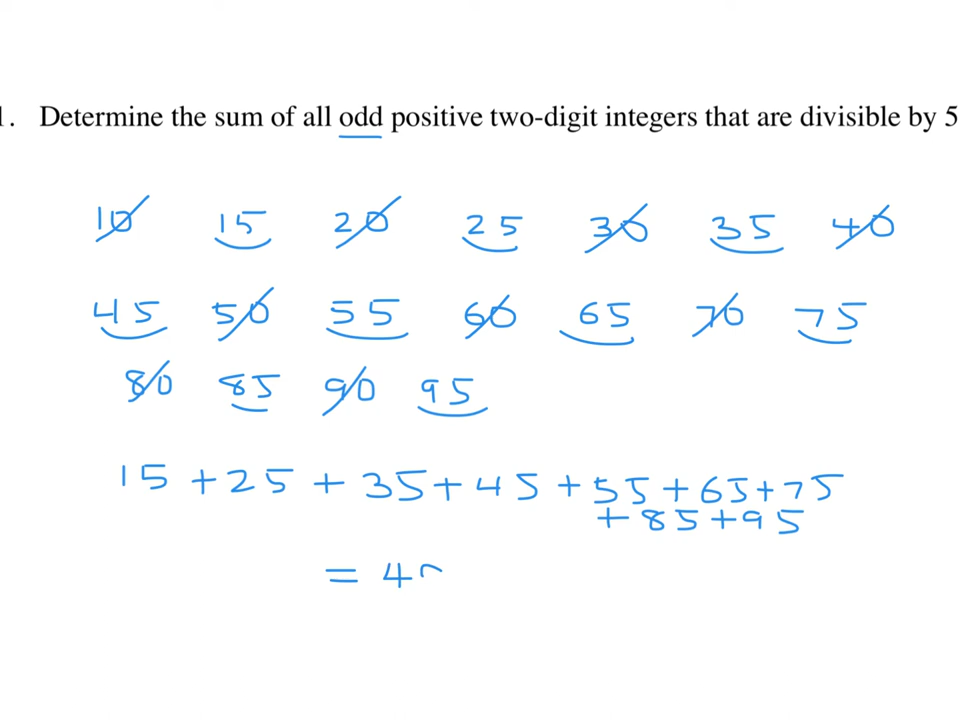 1. Determine the sum of all odd positive two-digit integers that are divisible by 5
10 15 20 25 30 35 40
45 50 55 60 65 70 75
80 85 90 95
15 + 25 + 35 + 45 + 55 + 65 + 75
+ 85 + 95
= 4